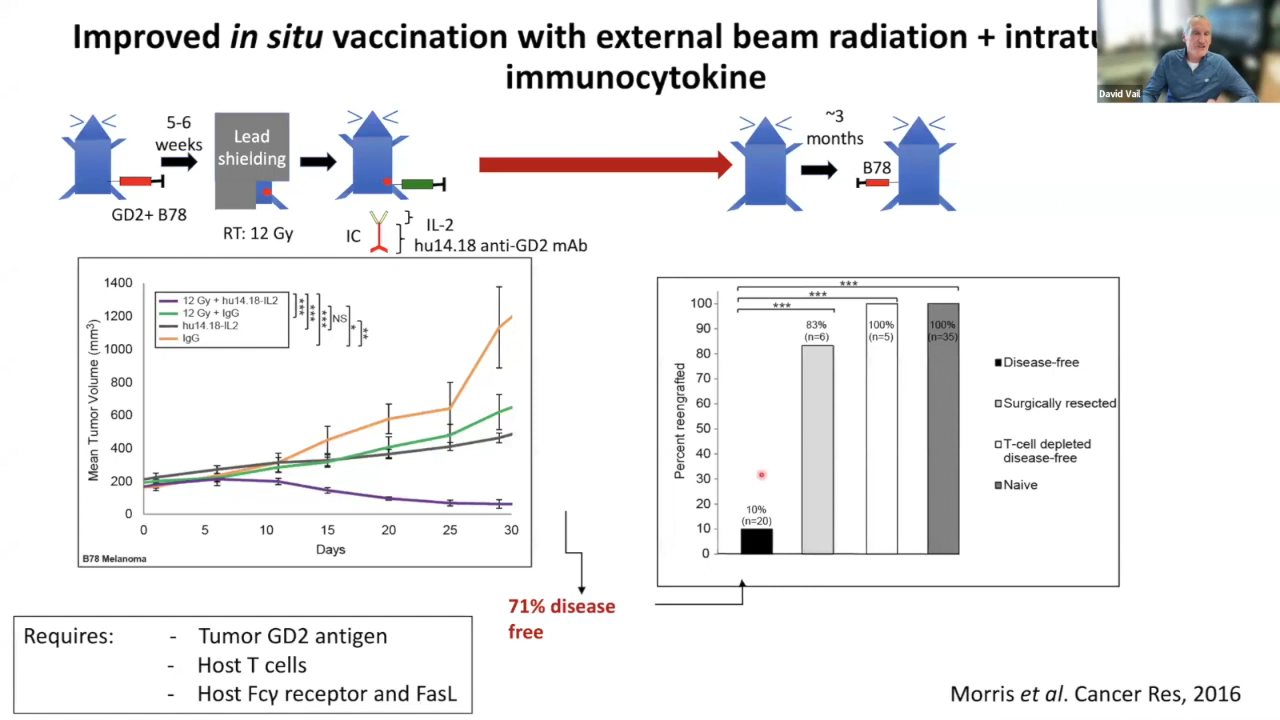 Improved in situ vaccination with external beam radiation + intratu
immunocytokine
David Vail
5-6
weeks
Lead
shielding
~3
months
B78
GD2+ B78
RT: 12 Gy
IC
IL-2
hu14.18 anti-GD2 mAb
1400
1200
1000
800
600
400
200
0
Mean Tumor Volume (mm³)
12 Gy + hu14.18-IL2
12 Gy + IgG
hu14.18-IL2
IgG
***
***
***
NS
*
**
0 5 10 15 20 25 30
Days
B78 Melanoma
Percent reengrafted
100
90
80
70
60
50
40
30
20
10
0
***
***
***
10%
(n=20)
83%
(n=6)
100%
(n=5)
100%
(n=35)
Disease-free
Surgically resected
T-cell depleted
disease-free
Naive
71% disease
free
Requires: - Tumor GD2 antigen
- Host T cells
- Host Fcγ receptor and FasL
Morris et al. Cancer Res, 2016